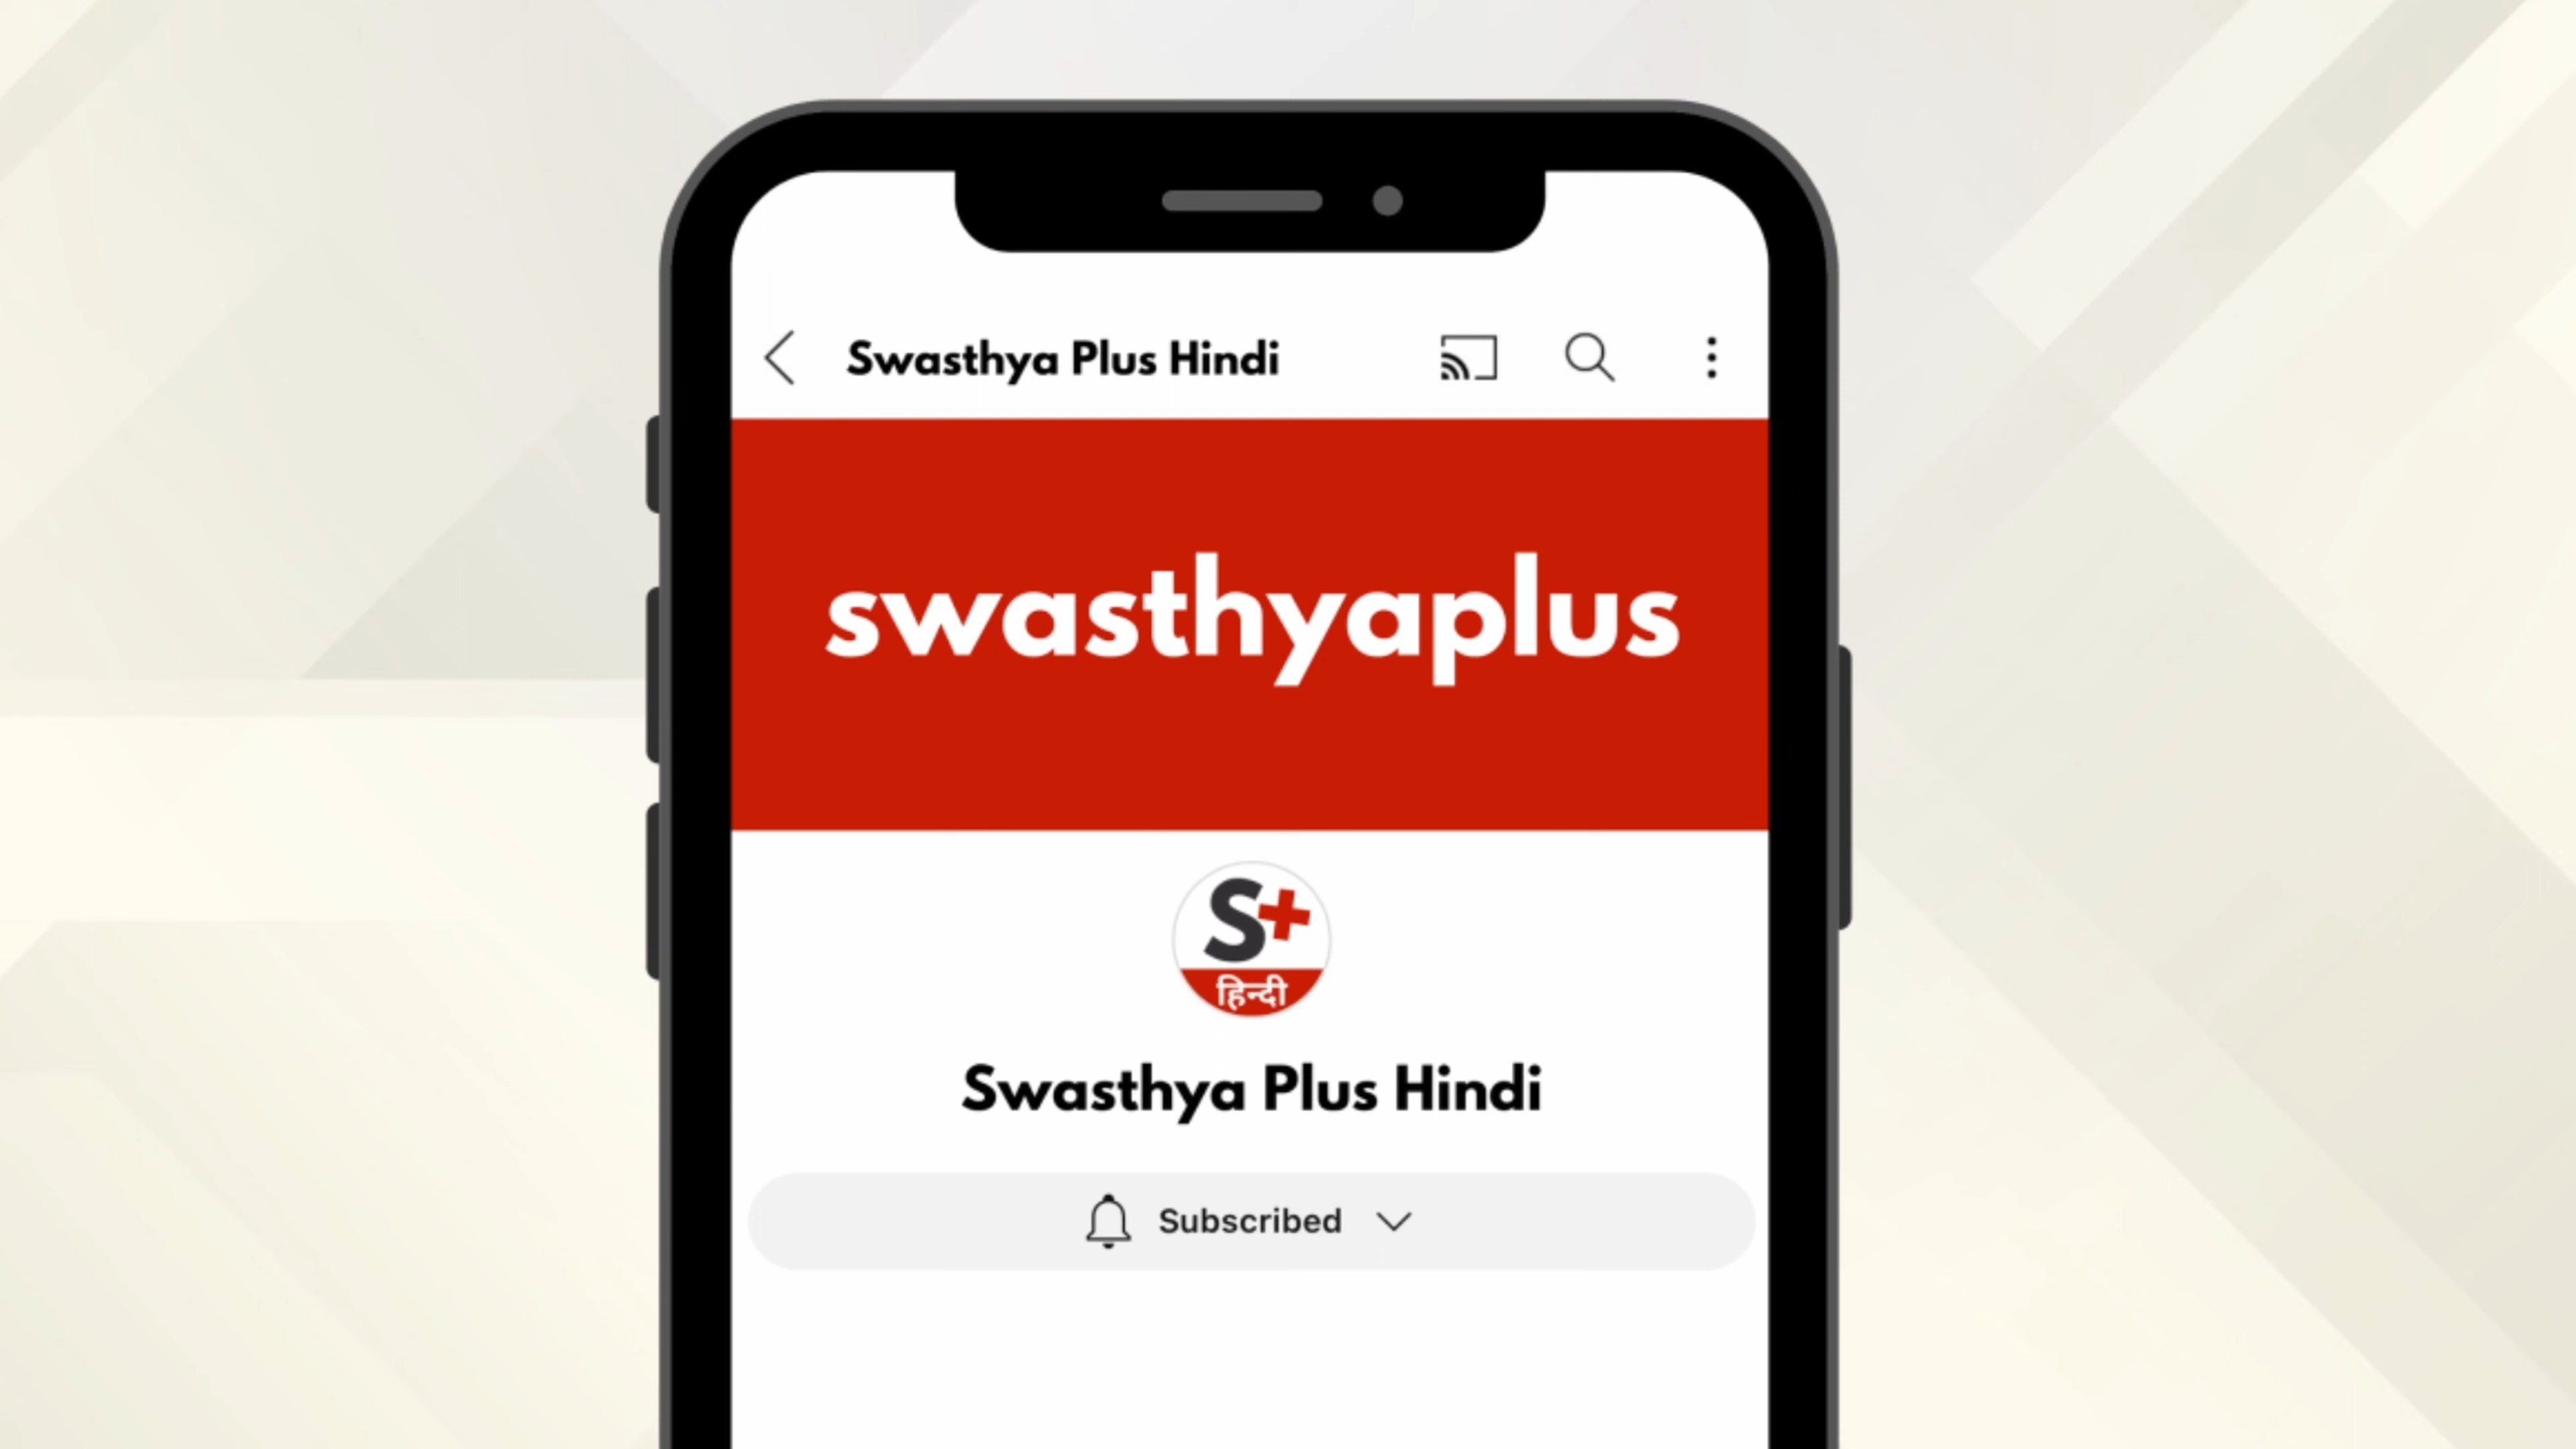 Swasthya Plus Hindi
swasthyaplus
S+
हिन्दी
Swasthya Plus Hindi
Subscribed